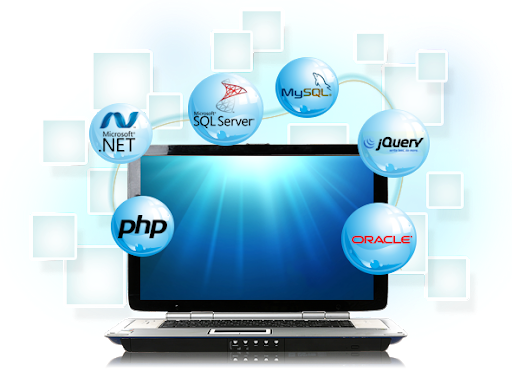 Microsoft
SQL Server
MySQL
Microsoft
.NET
jQuery
php
ORACLE